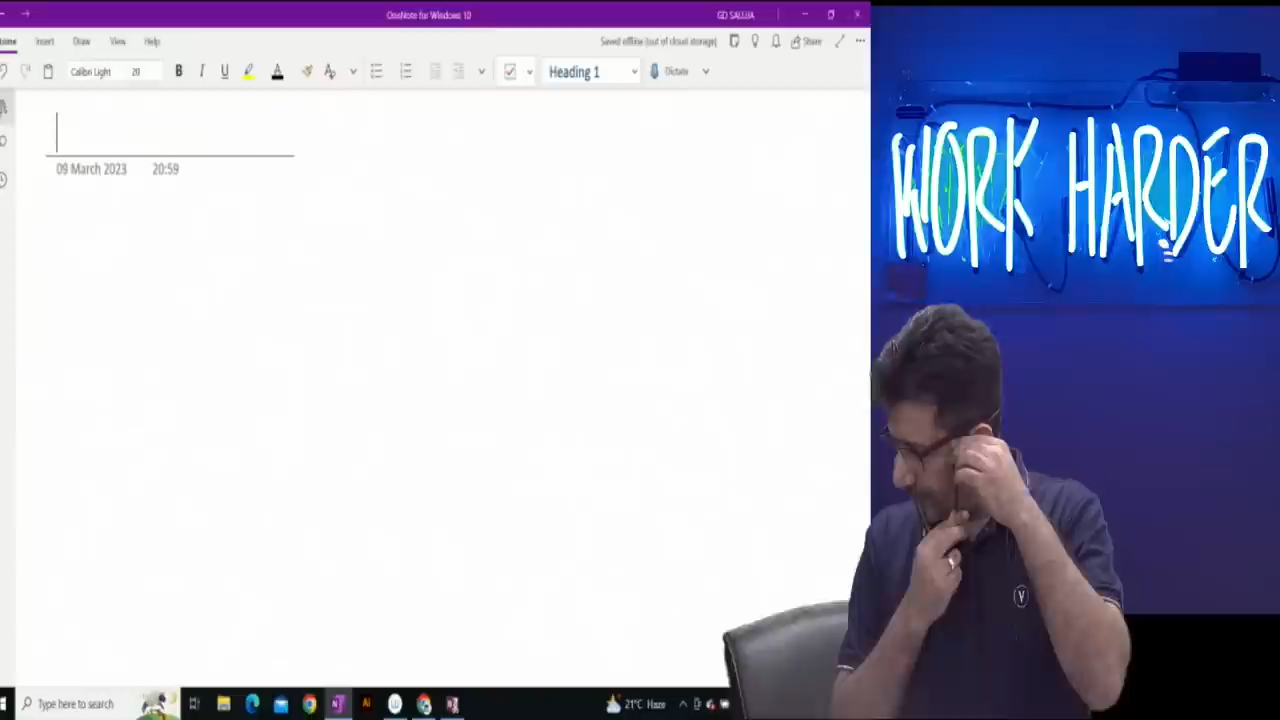 OneNote for Windows 10
GD SALUJA
Insert
Draw
View
Help
Saved offline (out of cloud storage)
Share
Calibri Light
20
B
I
U
A
Heading 1
Dictate
09 March 2023
20:59
Type here to search
21°C Haze
WORK HARDER
V